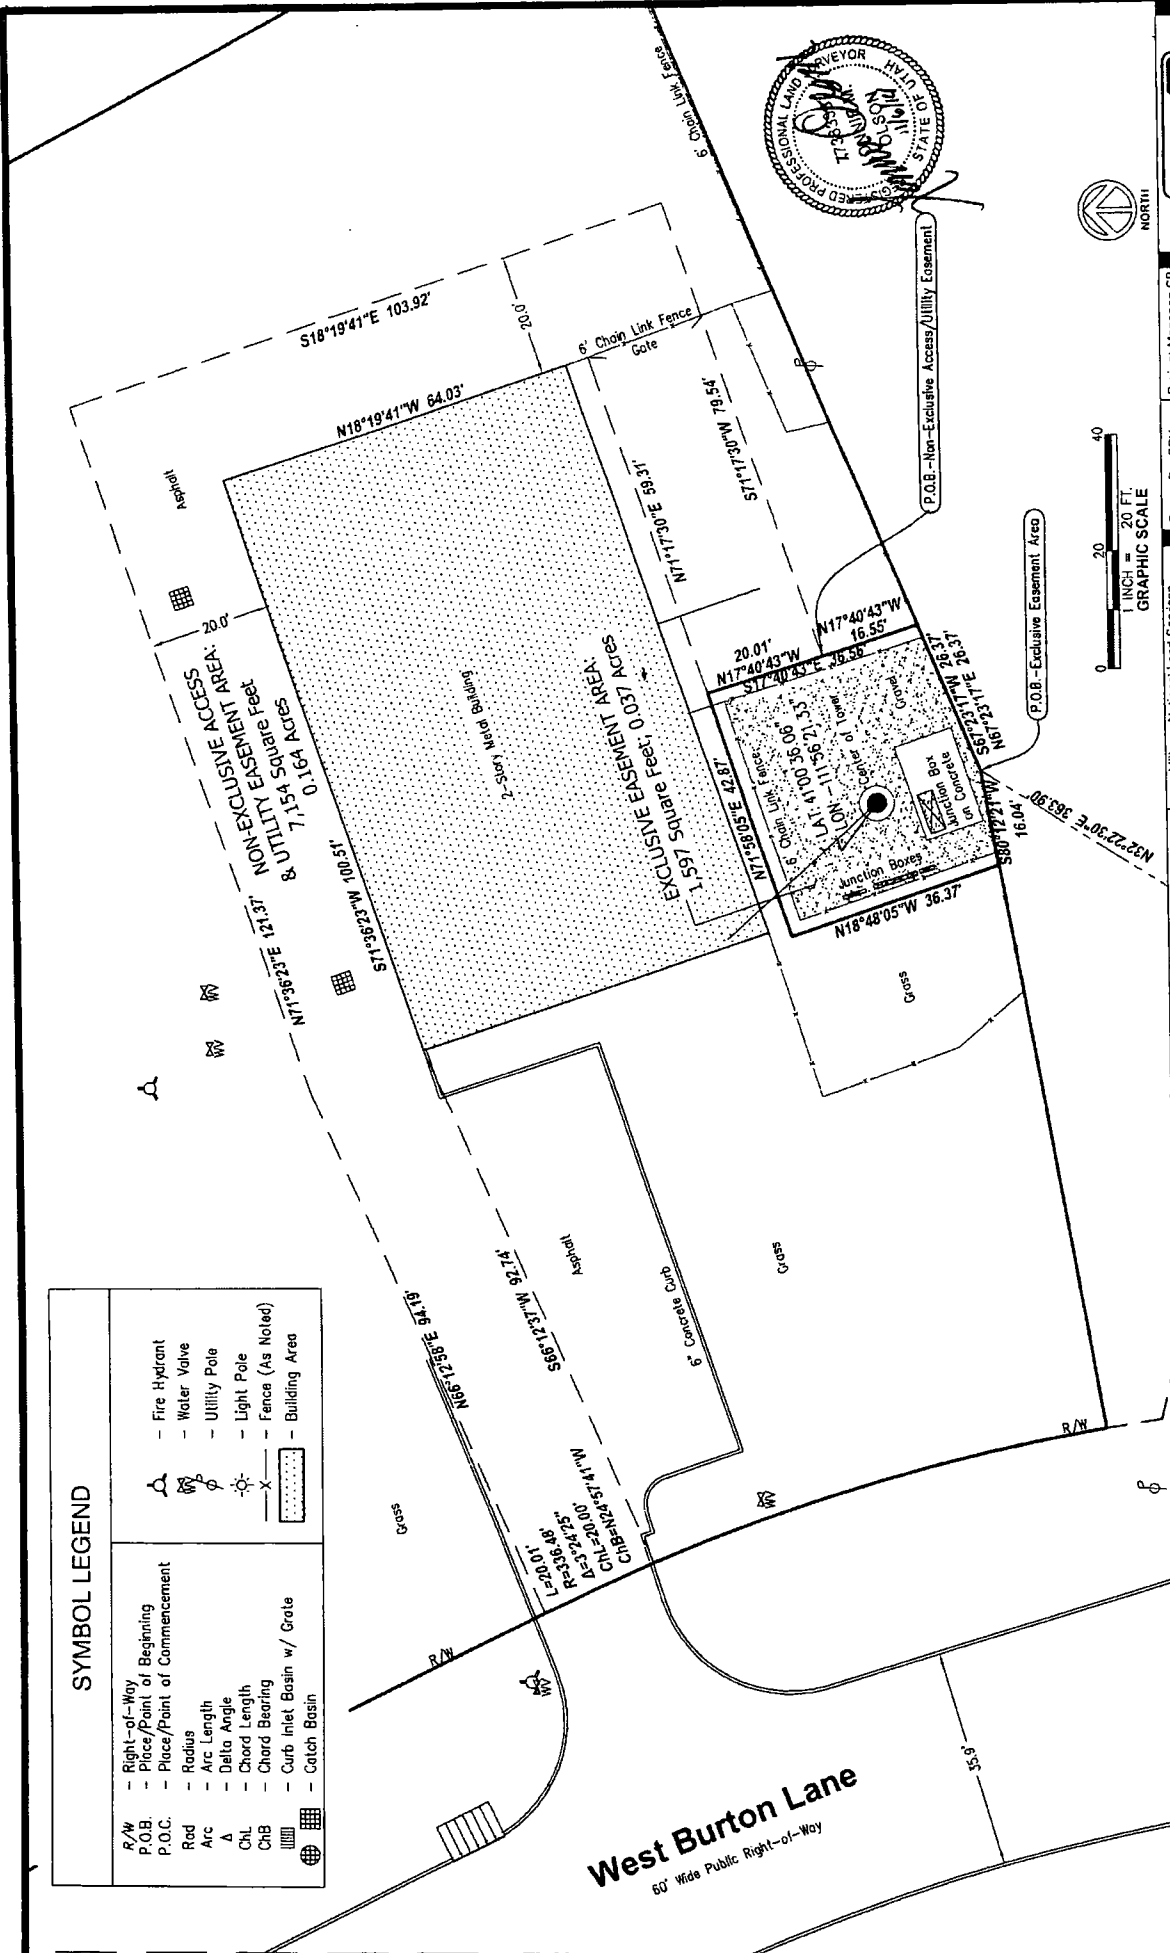 SYMBOL LEGEND
R/W - Right-of-Way
P.O.B. - Place/Point of Beginning
P.O.C. - Place/Point of Commencement
Rad - Radius
Arc - Arc Length
Δ - Delta Angle
ChL - Chord Length
ChB - Chord Bearing
- Curb Inlet Basin w/ Grate
- Catch Basin
- Fire Hydrant
WV - Water Valve
- Utility Pole
- Light Pole
X - Fence (As Noted)
- Building Area
Asphalt
20.0'
NON-EXCLUSIVE ACCESS
& UTILITY EASEMENT AREA.
7,154 Square Feet
0.164 Acres
N71°36'23"E 121.37'
S71°36'23"W 100.51'
S18°19'41"E 103.92'
N18°19'41"W 64.03'
20.0'
6' Chain Link Fence
6' Chain Link Fence
Gate
2-Story Metal Building
N71°17'30"E 59.31'
S71°17'30"W 79.54'
EXCLUSIVE EASEMENT AREA.
1,597 Square Feet, 0.037 Acres
20.01'
N17°40'43"W
N17°40'43"W
16.55'
S17°40'43"E 36.56'
N71°58'05"E 42.87'
6' Chain Link Fence
LAT 41°00'36.06"
LON -111°56'21.33"
Center of Tower
Gravel
Junction Box
on Concrete
Junction Boxes
N18°48'05"W 36.37'
S67°23'17"W 26.37'
N67°23'17"E 26.37'
S80°12'21"W
16.04'
N32°22'30"E 363.90'
P.O.B.-Non-Exclusive Access/Utility Easement
P.O.B.-Exclusive Easement Area
WV
WV
N66°12'58"E 94.19'
S66°12'37"W 92.74'
Asphalt
6" Concrete Curb
Grass
Grass
Grass
L=20.01'
R=336.48'
Δ=3°24'25"
ChL=20.00'
ChB=N24°57'41"W
R/W
R/W
WV
WV
35.9'
West Burton Lane
60' Wide Public Right-of-Way
PROFESSIONAL LAND SURVEYOR
OLSON
STATE OF UTAH
NORTH
0 20 40
1 INCH = 20 FT.
GRAPHIC SCALE